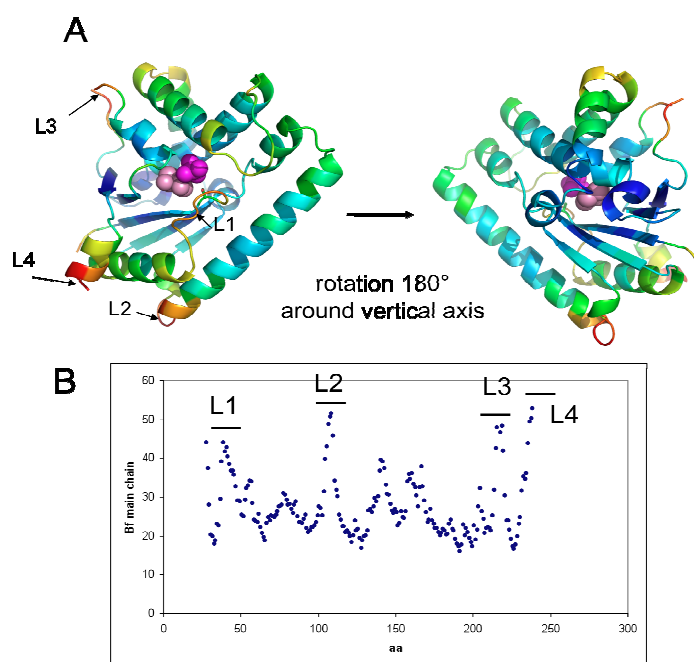 A
L3
L1
L4
L2
rotation 180°
around vertical axis
B
60
50
40
30
20
10
0
Bf main chain
L1
L2
L3
L4
0
50
100
150
200
250
300
aa